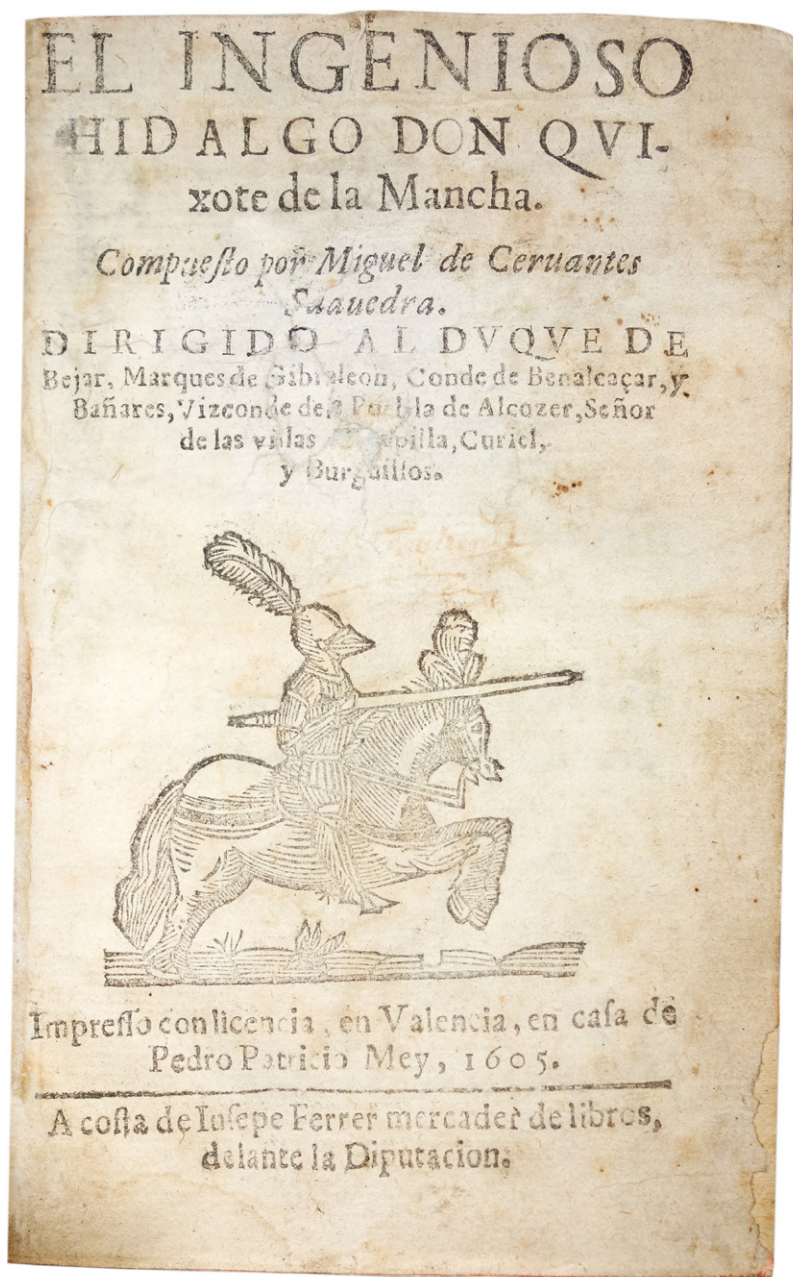 EL INGENIOSO
HIDALGO DON QVI-
xote de la Mancha.
Compueſto por Miguel de Ceruantes
Saauedra.
DIRIGIDO AL DVQVE DE
Bejar, Marques de Gibraleon, Conde de Benalcaçar, y
Bañares, Vizconde de la Puebla de Alcozer, Señor
de las villas de pilla, Curiel,
y Burguillos.
Impreſſo con licencia, en Valencia, en caſa de
Pedro Patricio Mey, 1605.
A coſta de Iuſepe Ferrer mercader de libros,
delante la Diputacion.